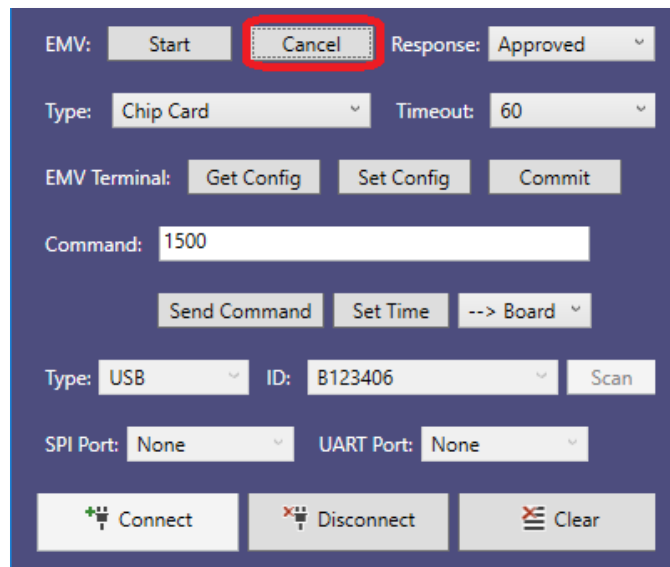 EMV: Start Cancel Response: Approved
Type: Chip Card Timeout: 60
EMV Terminal: Get Config Set Config Commit
Command: 1500
Send Command Set Time --> Board
Type: USB ID: B123406 Scan
SPI Port: None UART Port: None
Connect Disconnect Clear